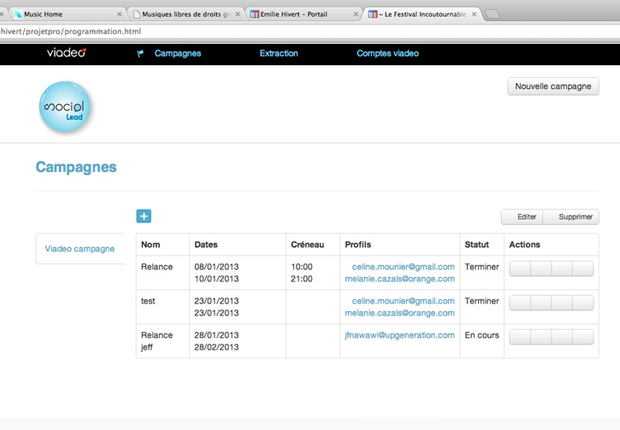 Music Home
Musiques libres de droits gr
Emilie Hivert – Portail
~ Le Festival Incoutournable
hivert/projetpro/programmation.html
viadeo
Campagnes
Extraction
Comptes viadeo
Nouvelle campagne
social
Lead
Campagnes
Editer
Supprimer
Viadeo campagne
Nom Dates Créneau Profils Statut Actions
Relance 08/01/2013 10:00 celine.mounier@gmail.com Terminer
10/01/2013 21:00 melanie.cazals@orange.com
test 23/01/2013 celine.mounier@gmail.com Terminer
23/01/2013 melanie.cazals@orange.com
Relance 28/01/2013 jfnawawi@upgeneration.com En cours
jeff 28/02/2013